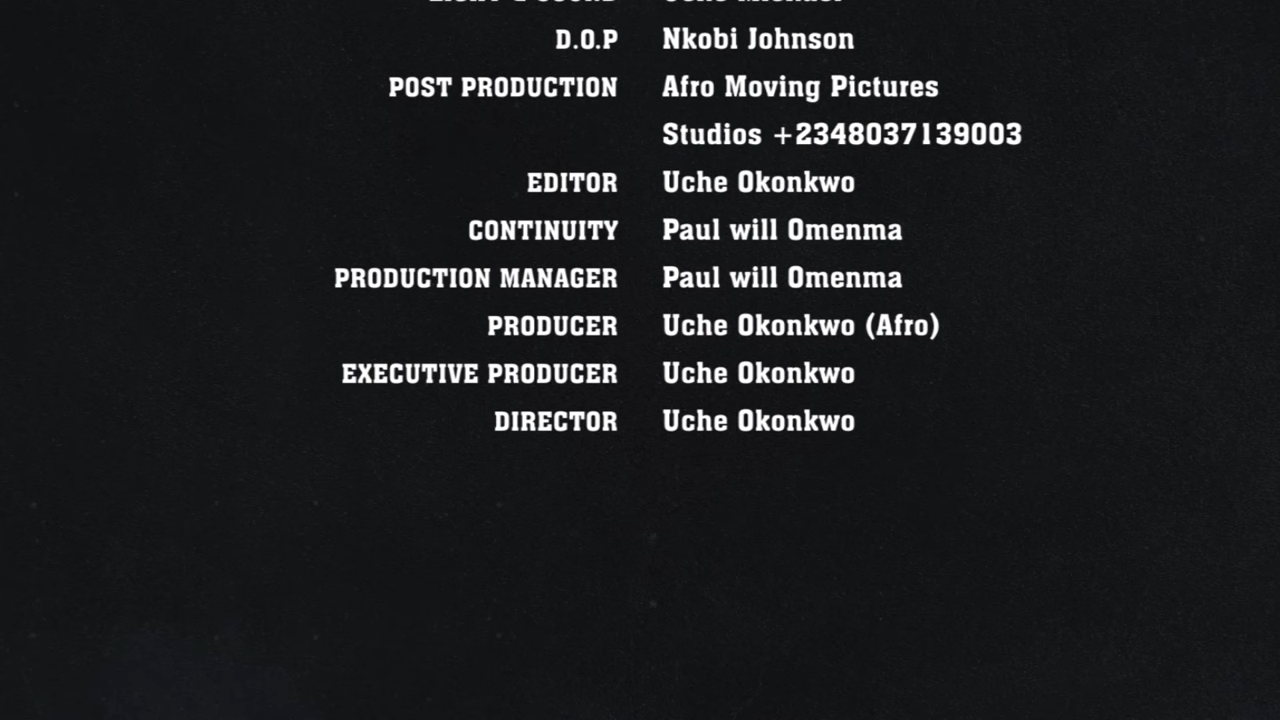 D.O.P Nkobi Johnson
POST PRODUCTION Afro Moving Pictures
Studios +2348037139003
EDITOR Uche Okonkwo
CONTINUITY Paul will Omenma
PRODUCTION MANAGER Paul will Omenma
PRODUCER Uche Okonkwo (Afro)
EXECUTIVE PRODUCER Uche Okonkwo
DIRECTOR Uche Okonkwo